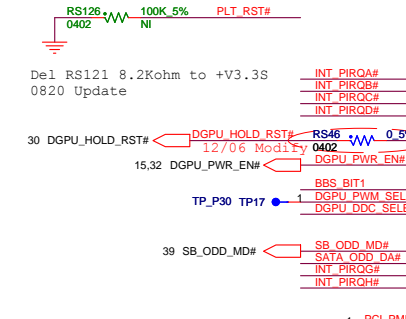 RS126 100K_5% PLT_RST#
0402 NI
Del RS121 8.2Kohm to +V3.3S
0820 Update
INT_PIRQA#
INT_PIRQB#
INT_PIRQC#
INT_PIRQD#
30 DGPU_HOLD_RST# DGPU_HOLD_RST# RS46
12/06 Modify 0402
15,32 DGPU_PWR_EN# DGPU_PWR_EN#
BBS_BIT1
TP_P30 TP17 1 DGPU_PWM_SEL
DGPU_DDC_SEL
39 SB_ODD_MD# SB_ODD_MD#
SATA_ODD_DA#
INT_PIRQG#
INT_PIRQH#